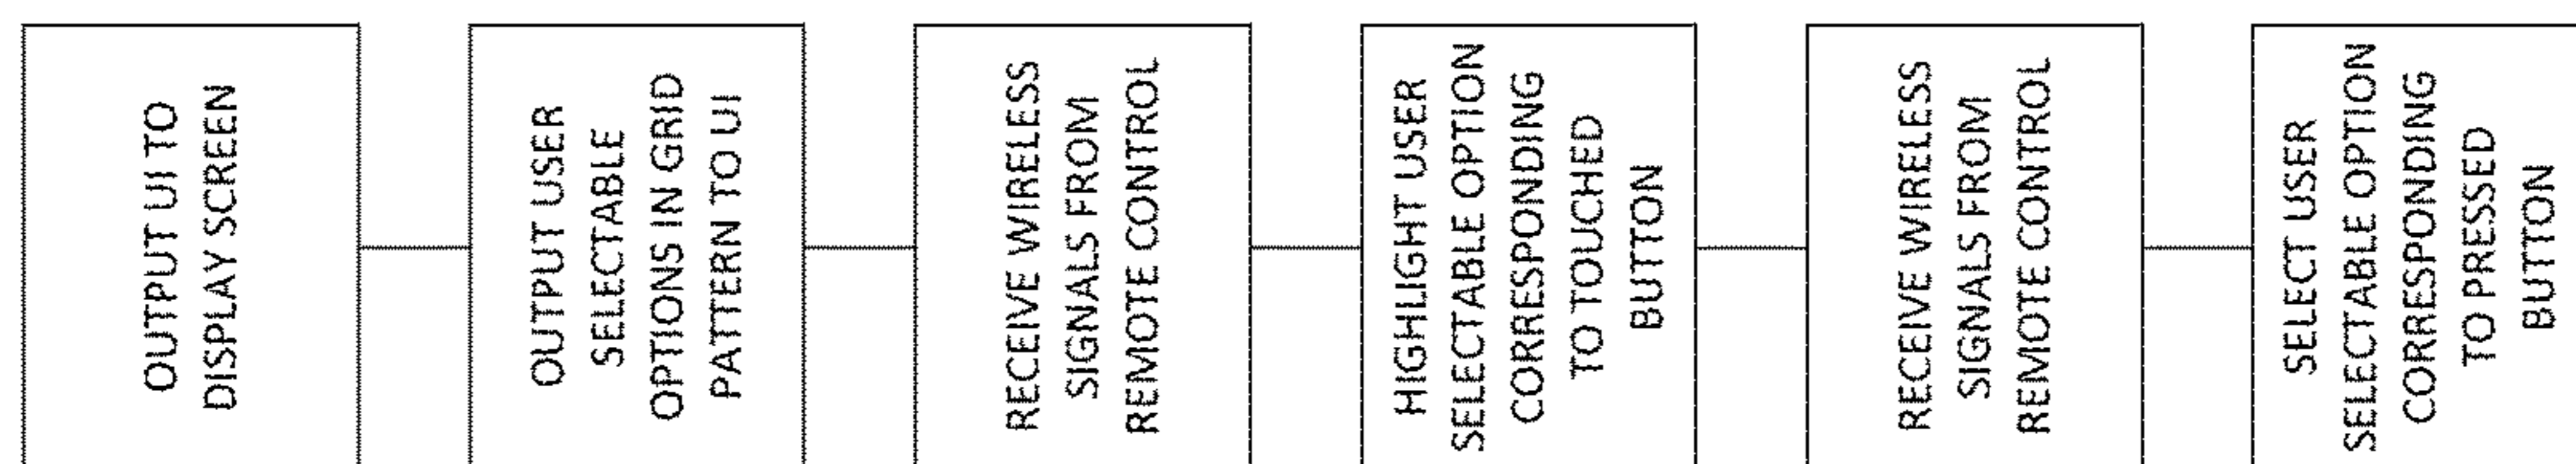 OUTPUT UI TO
DISPLAY SCREEN
OUTPUT USER
SELECTABLE
OPTIONS IN GRID
PATTERN TO UI
RECEIVE WIRELESS
SIGNALS FROM
REMOTE CONTROL
HIGHLIGHT USER
SELECTABLE OPTION
CORRESPONDING
TO TOUCHED
BUTTON
RECEIVE WIRELESS
SIGNALS FROM
REMOTE CONTROL
SELECT USER
SELECTABLE OPTION
CORRESPONDING
TO PRESSED
BUTTON